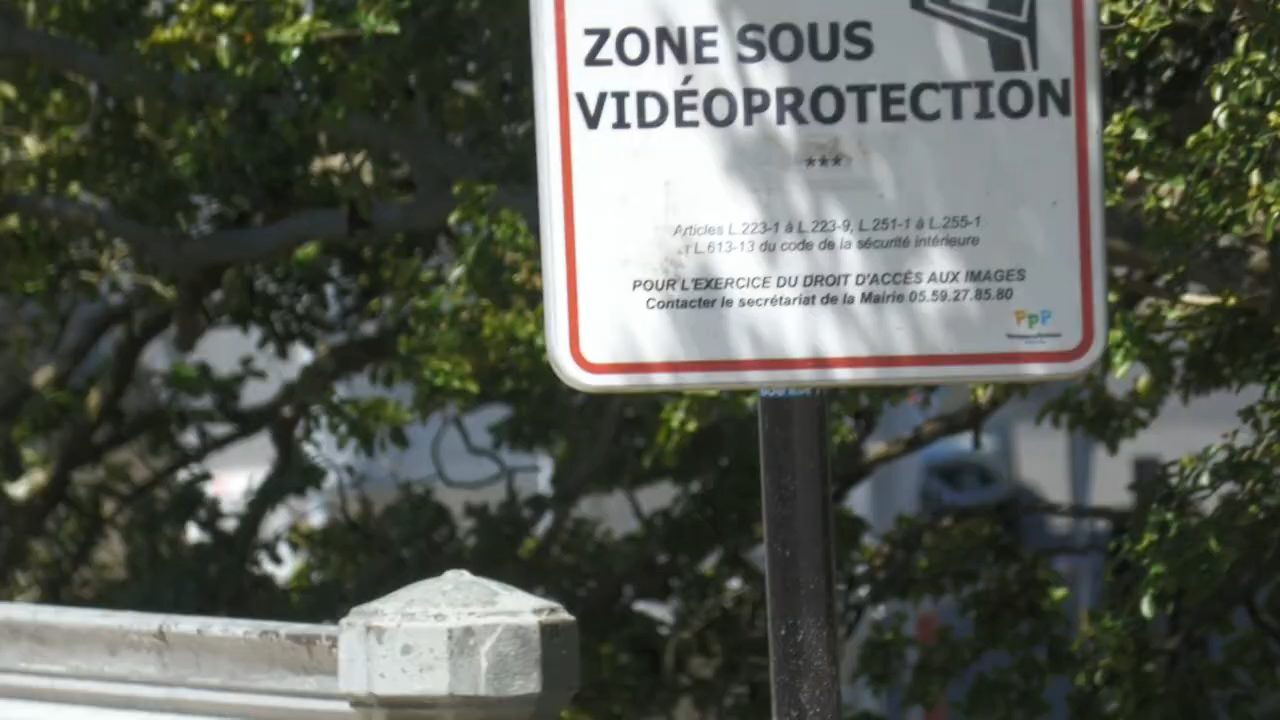 ZONE SOUS
VIDÉOPROTECTION
***
Articles L.223-1 à L.223-9, L.251-1 à L.255-1
L.613-13 du code de la sécurité intérieure
POUR L'EXERCICE DU DROIT D'ACCÈS AUX IMAGES
Contacter le secrétariat de la Mairie 05.59.27.85.80
PpP